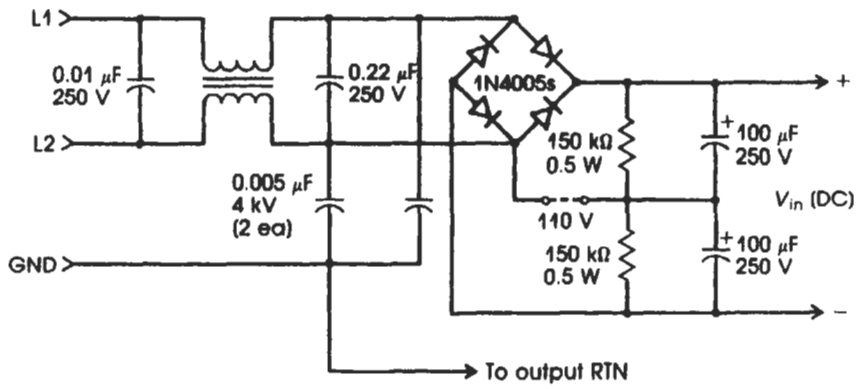 L1
0.01 μF
250 V
0.22 μF
250 V
1N4005s
+
L2
150 kΩ
0.5 W
+
100 μF
250 V
0.005 μF
4 kV
(2 ea)
110 V
Vin (DC)
150 kΩ
0.5 W
+
100 μF
250 V
GND
−
To output RTN